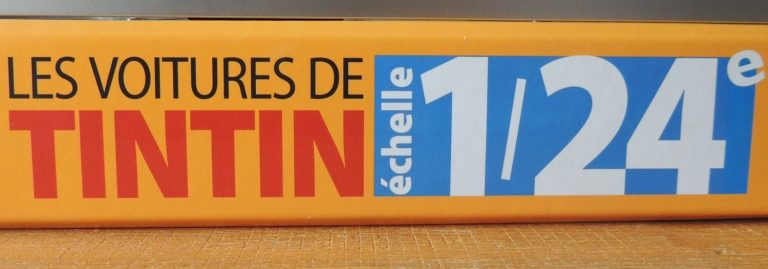 LES VOITURES DE
TINTIN
échelle
1/24e